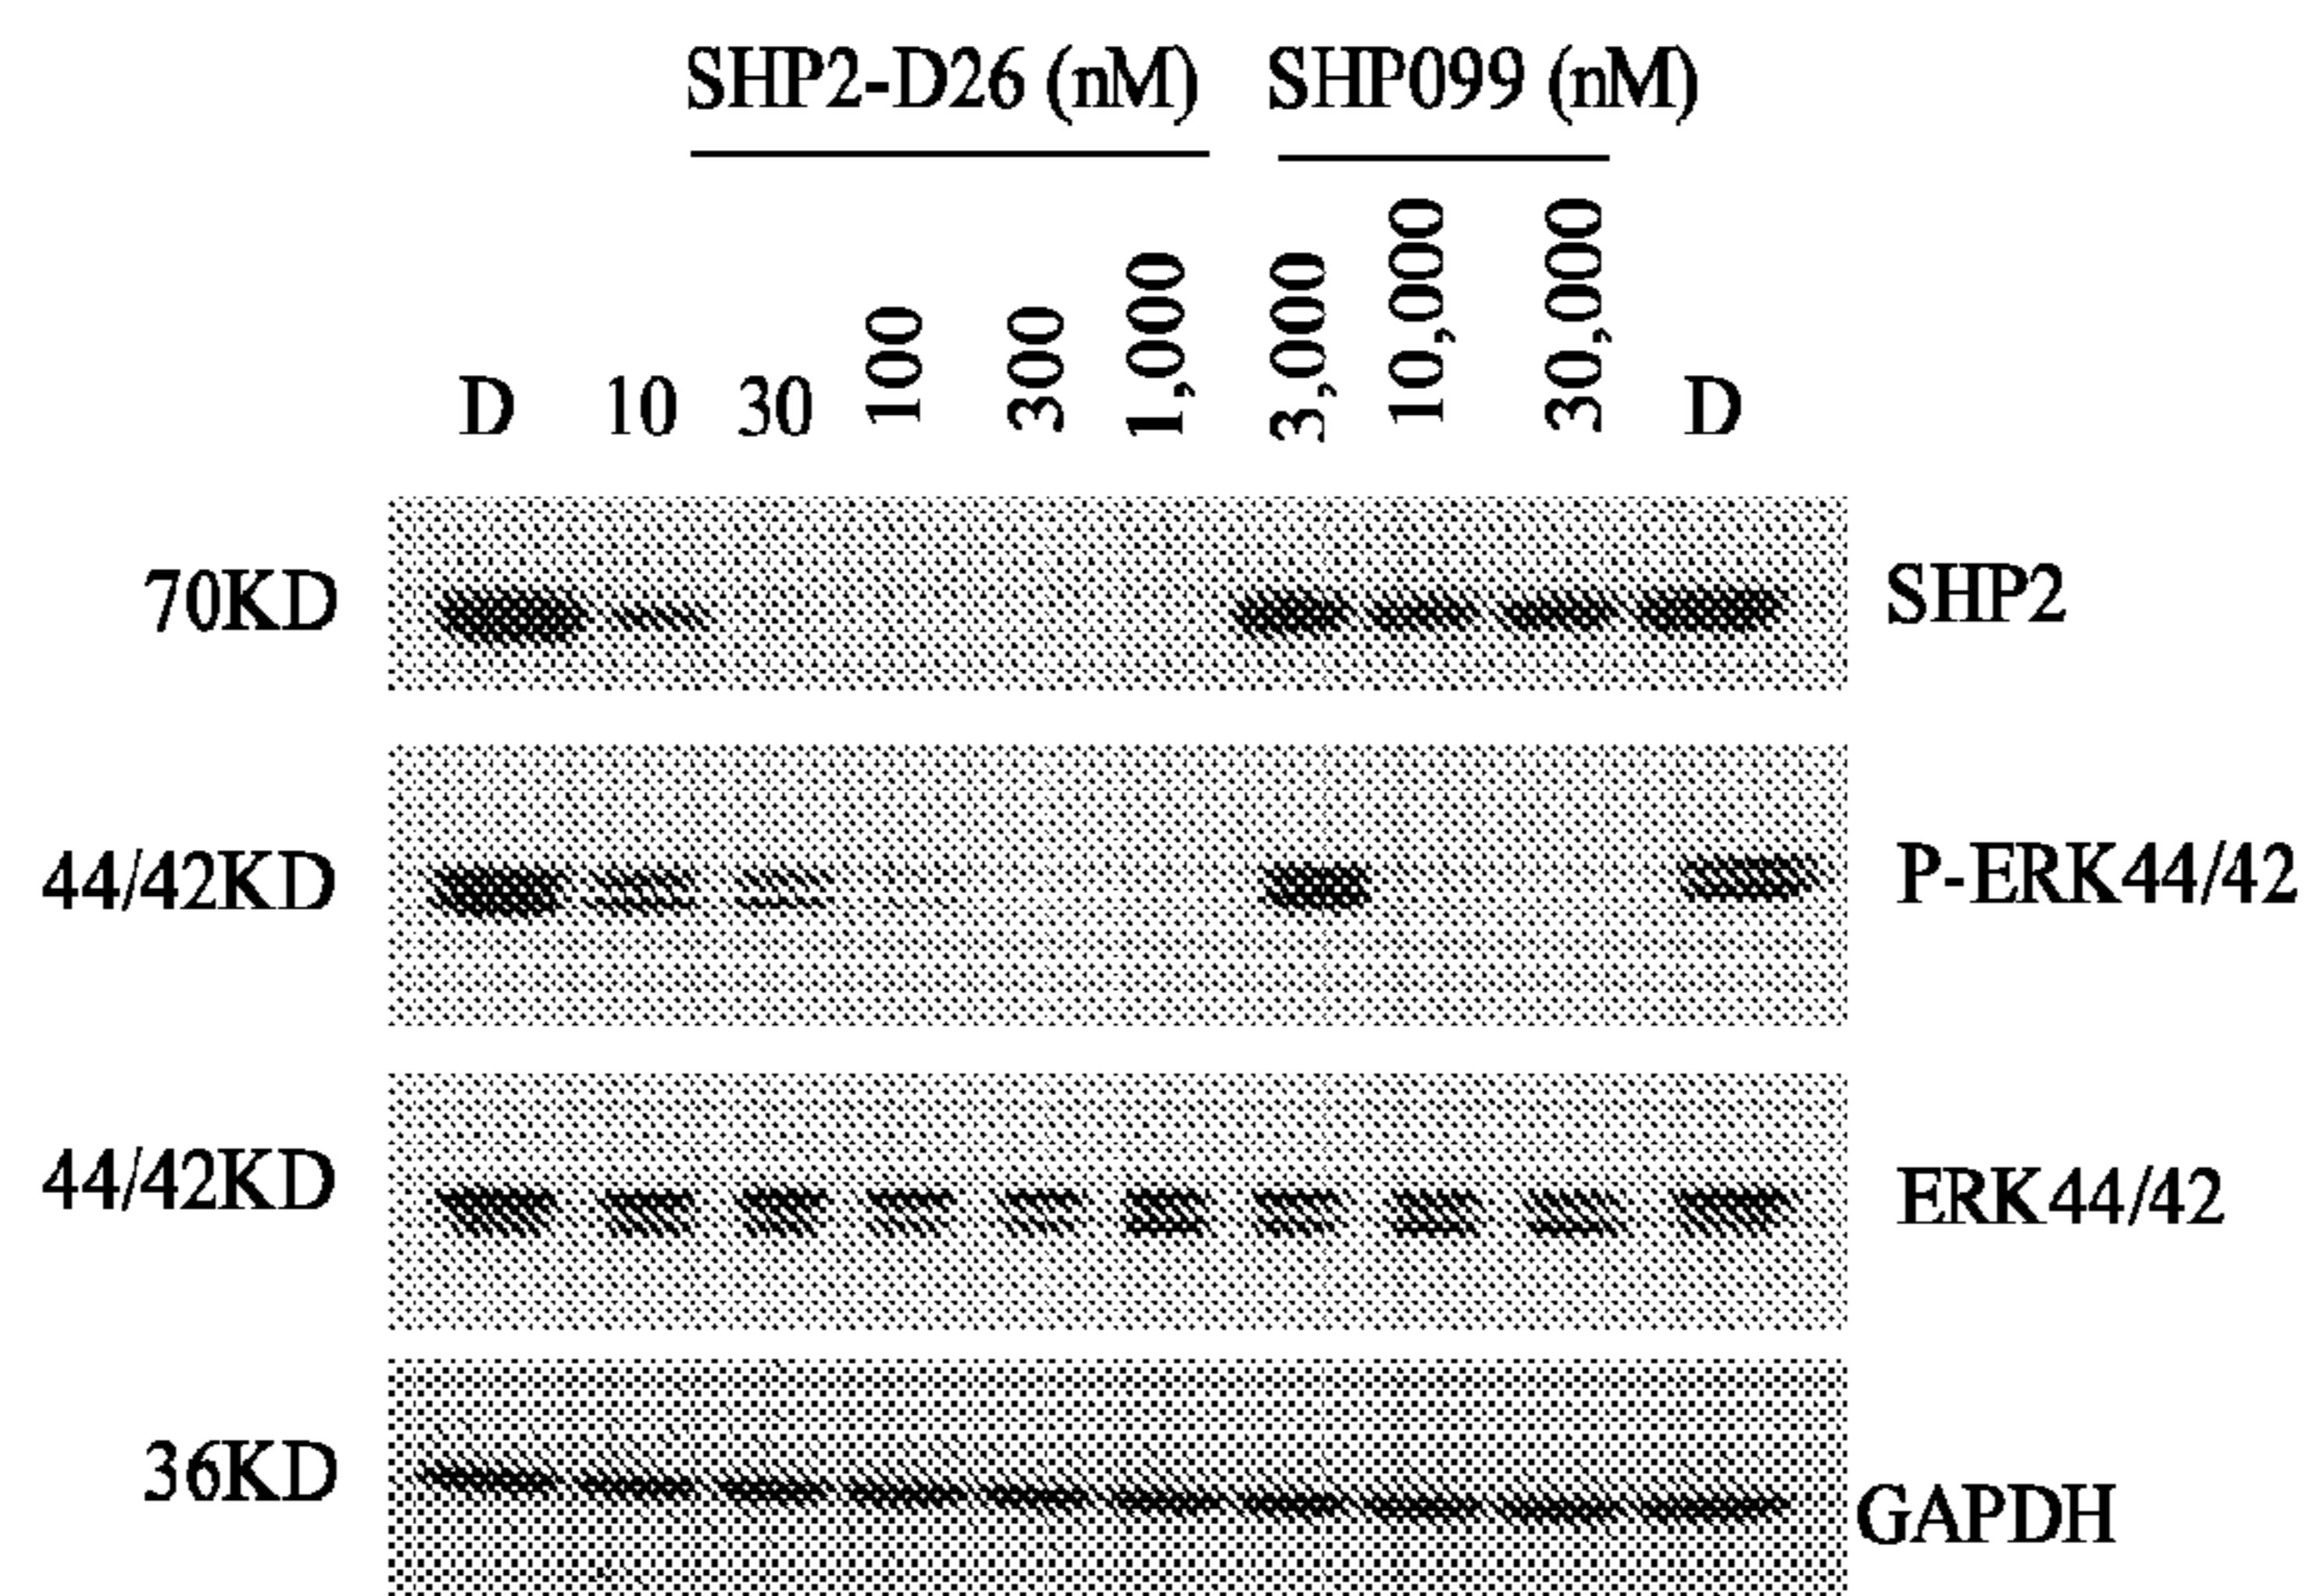 SHP2-D26 (nM) SHP099 (nM)
D 10 30 100 300 1,000 3,000 10,000 30,000 D
70KD SHP2
44/42KD P-ERK44/42
44/42KD ERK44/42
36KD GAPDH